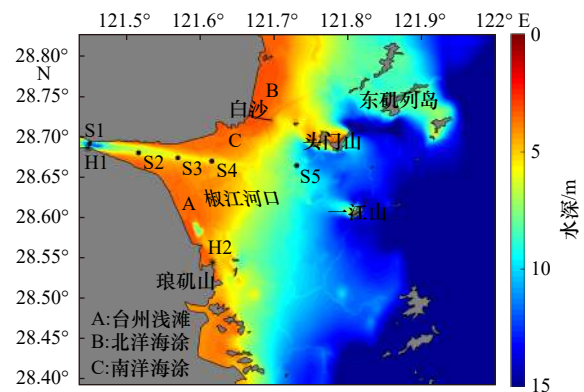 121.5° 121.6° 121.7° 121.8° 121.9° 122° E
28.80°
N
28.75°
28.70°
28.65°
28.60°
28.55°
28.50°
28.45°
28.40°
B
东矶列岛
白沙
C
头门山
S1
H1
S2
S3
S4
S5
A
椒江河口
一江山
H2
琅矶山
A:台州浅滩
B:北洋海涂
C:南洋海涂
0
5
10
15
水深/m